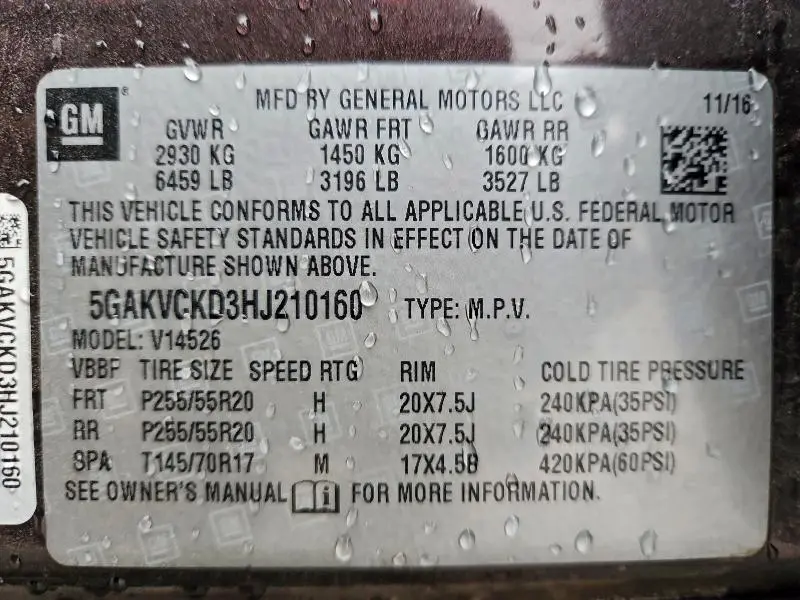 GM
MFD BY GENERAL MOTORS LLC 11/16
GVWR GAWR FRT GAWR RR
2930 KG 1450 KG 1600 KG
6459 LB 3196 LB 3527 LB
THIS VEHICLE CONFORMS TO ALL APPLICABLE U.S. FEDERAL MOTOR
VEHICLE SAFETY STANDARDS IN EFFECT ON THE DATE OF
MANUFACTURE SHOWN ABOVE.
5GAKVCKD3HJ210160 TYPE: M.P.V.
MODEL: V14526
VBBF TIRE SIZE SPEED RTG RIM COLD TIRE PRESSURE
FRT P255/55R20 H 20X7.5J 240KPA(35PSI)
RR P255/55R20 H 20X7.5J 240KPA(35PSI)
SPA T145/70R17 M 17X4.5B 420KPA(60PSI)
SEE OWNER'S MANUAL i FOR MORE INFORMATION.
5GAKVCKD3HJ210160